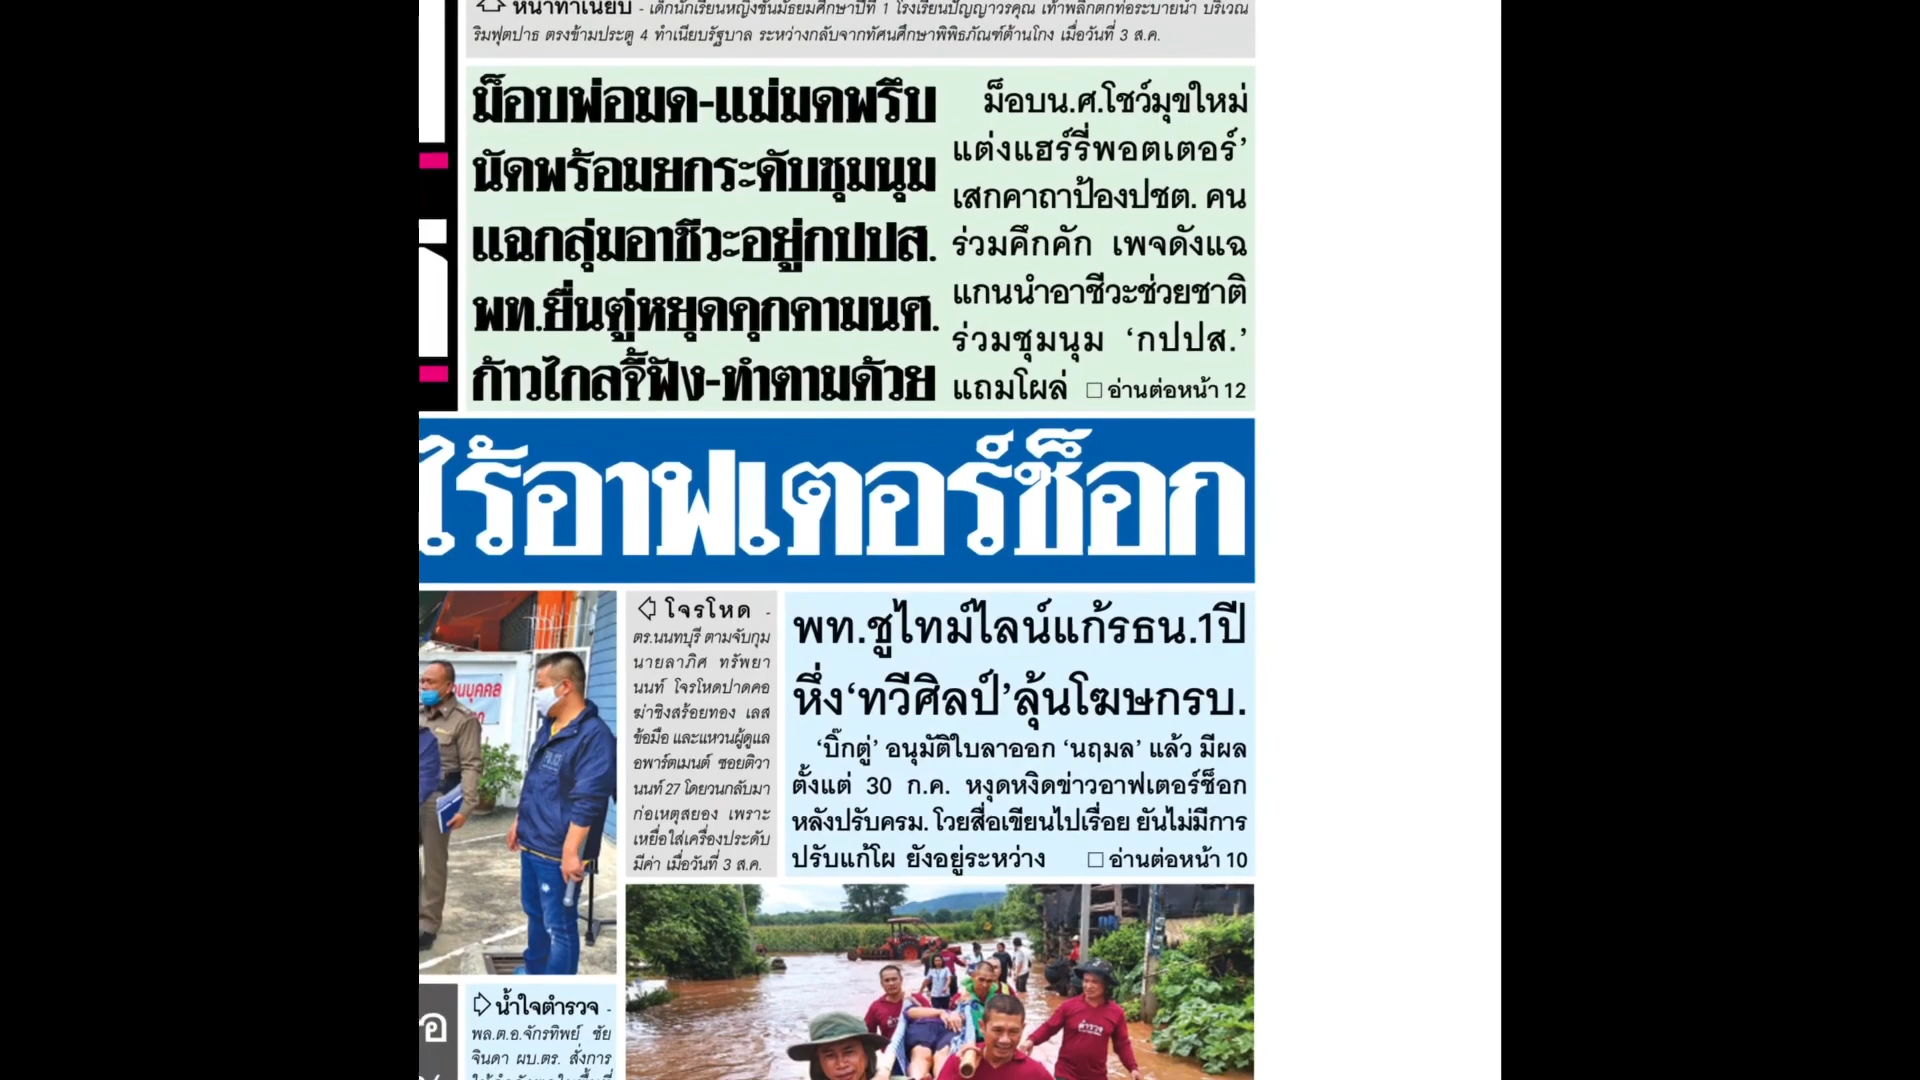 หน้าทำเนียบ - เด็กนักเรียนหญิงชั้นมัธยมศึกษาปีที่ 1 โรงเรียนปัญญาวรคุณ เท้าพลิกตกท่อระบายน้ำ บริเวณ
ริมฟุตปาธ ตรงข้ามประตู 4 ทำเนียบรัฐบาล ระหว่างกลับจากทัศนศึกษาพิพิธภัณฑ์ต้านโกง เมื่อวันที่ 3 ส.ค.
ม็อบพ่อมด-แม่มดพรึบ
นัดพร้อมยกระดับชุมนุม
แฉกลุ่มอาชีวะอยู่กปปส.
พท.ยื่นตู่หยุดคุกคามนศ.
ก้าวไกลจี้ฟัง-ทำตามด้วย
ม็อบน.ศ.โชว์มุขใหม่
แต่งแฮร์รี่พอตเตอร์’
เสกคาถาป้องปชต. คน
ร่วมคึกคัก เพจดังแฉ
แกนนำอาชีวะช่วยชาติ
ร่วมชุมนุม ‘กปปส.’
แถมโผล่ □ อ่านต่อหน้า 12
ไร้อาฟเตอร์ช็อก
โจรโหด -
ตร.นนทบุรี ตามจับกุม
นายลาภิศ ทรัพยา
นนท์ โจรโหดปาดคอ
ฆ่าชิงสร้อยทอง เลส
ข้อมือ และแหวนผู้ดูแล
อพาร์ตเมนต์ ซอยติวา
นนท์ 27 โดยวนกลับมา
ก่อเหตุสยอง เพราะ
เหยื่อใส่เครื่องประดับ
มีค่า เมื่อวันที่ 3 ส.ค.
พท.ชูไทม์ไลน์แก้รธน.1ปี
หึ่ง‘ทวีศิลป์’ลุ้นโฆษกรบ.
‘บิ๊กตู่’ อนุมัติใบลาออก ‘นฤมล’ แล้ว มีผล
ตั้งแต่ 30 ก.ค. หงุดหงิดข่าวอาฟเตอร์ช็อก
หลังปรับครม. โวยสื่อเขียนไปเรื่อย ยันไม่มีการ
ปรับแก้โผ ยังอยู่ระหว่าง □ อ่านต่อหน้า 10
น้ำใจตำรวจ -
พล.ต.อ.จักรทิพย์ ชัย
จินดา ผบ.ตร. สั่งการ
ตำรวจ